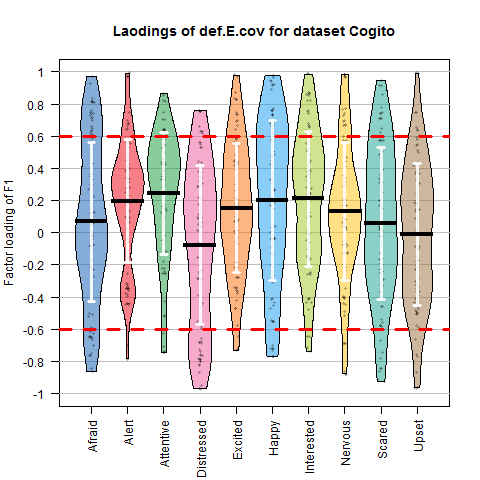 Laodings of def.E.cov for dataset Cogito
Factor loading of F1
1
0.8
0.6
0.4
0.2
0
-0.2
-0.4
-0.6
-0.8
-1
Afraid
Alert
Attentive
Distressed
Excited
Happy
Interested
Nervous
Scared
Upset